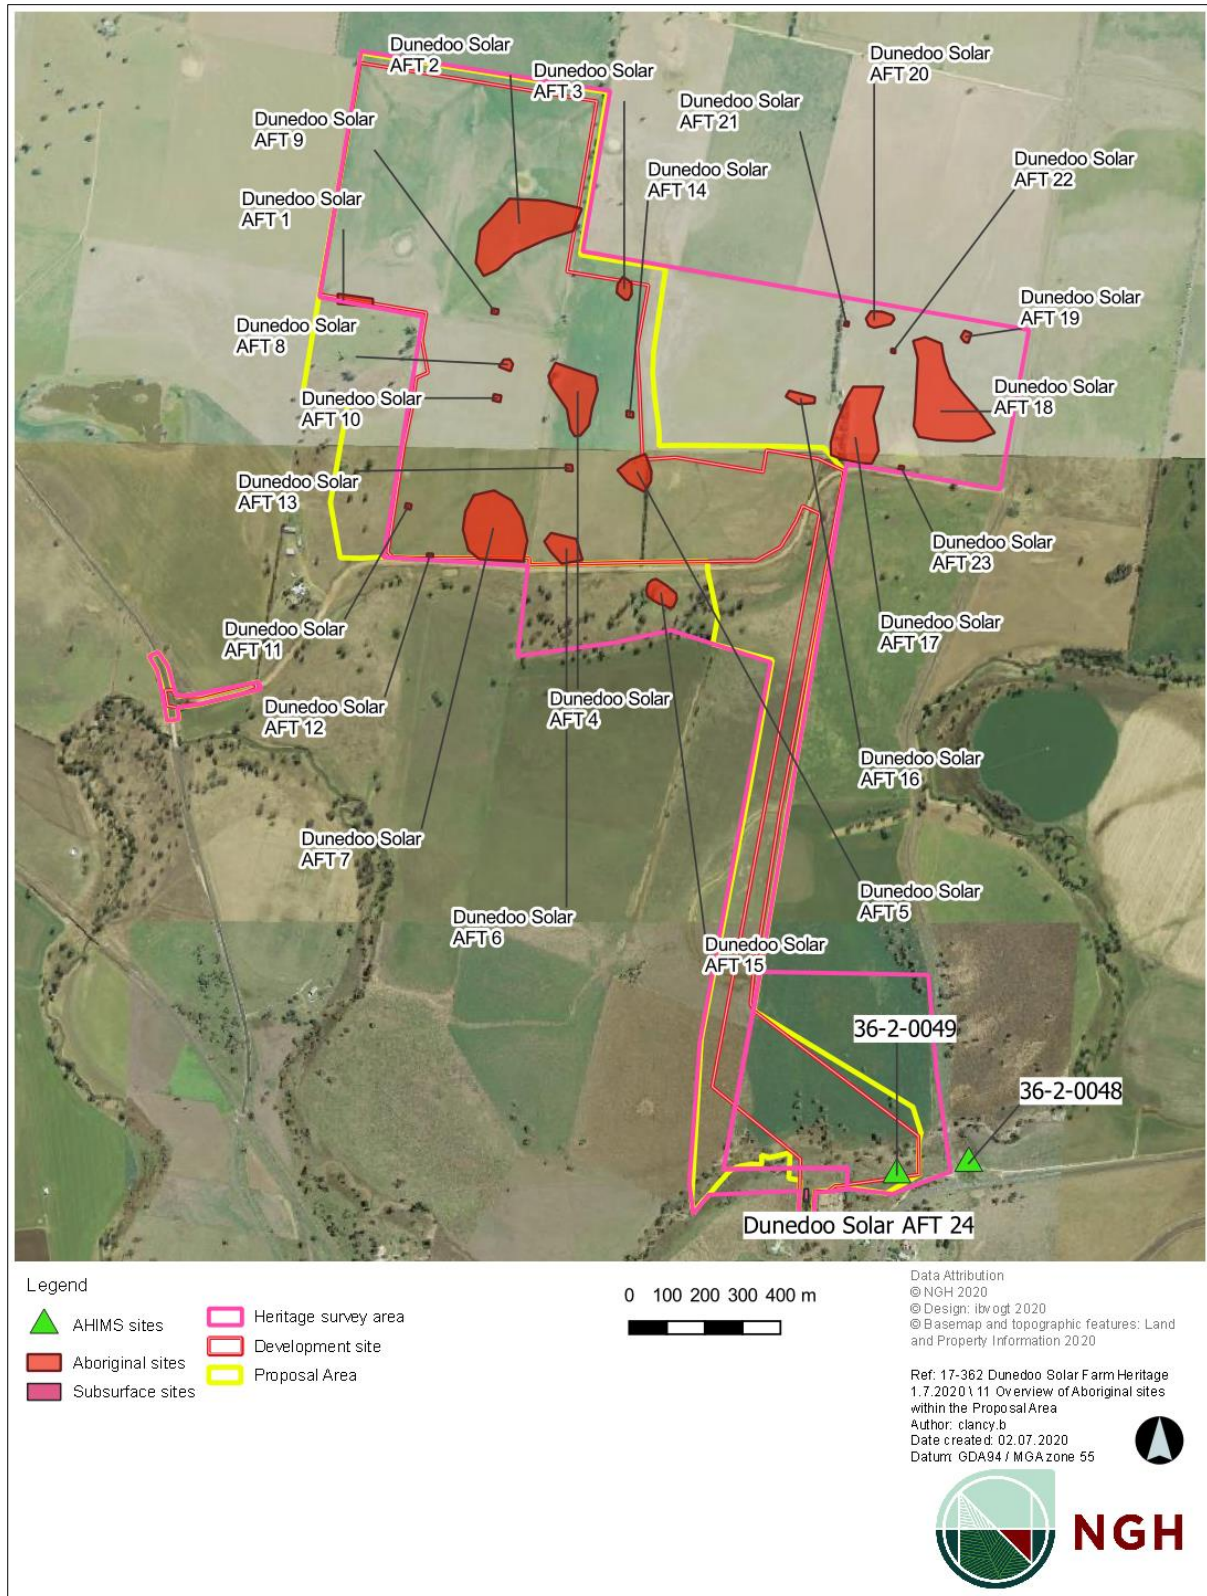 Dunedoo Solar
AFT 2
Dunedoo Solar
AFT 3
Dunedoo Solar
AFT 20
Dunedoo Solar
AFT 21
Dunedoo Solar
AFT 9
Dunedoo Solar
AFT 14
Dunedoo Solar
AFT 22
Dunedoo Solar
AFT 1
Dunedoo Solar
AFT 19
Dunedoo Solar
AFT 8
Dunedoo Solar
AFT 10
Dunedoo Solar
AFT 18
Dunedoo Solar
AFT 13
Dunedoo Solar
AFT 23
Dunedoo Solar
AFT 11
Dunedoo Solar
AFT 17
Dunedoo Solar
AFT 12
Dunedoo Solar
AFT 4
Dunedoo Solar
AFT 16
Dunedoo Solar
AFT 7
Dunedoo Solar
AFT 5
Dunedoo Solar
AFT 6
Dunedoo Solar
AFT 15
36-2-0049
36-2-0048
Dunedoo Solar AFT 24
Legend
AHIMS sites
Aboriginal sites
Subsurface sites
Heritage survey area
Development site
Proposal Area
0 100 200 300 400 m
Data Attribution
© NGH 2020
© Design: ibvogt 2020
© Basemap and topographic features: Land
and Property Information 2020
Ref: 17-362 Dunedoo Solar Farm Heritage
1.7.2020 \ 11 Overview of Aboriginal sites
within the Proposal Area
Author: clancy.b
Date created: 02.07.2020
Datum: GDA94 / MGA zone 55
NGH